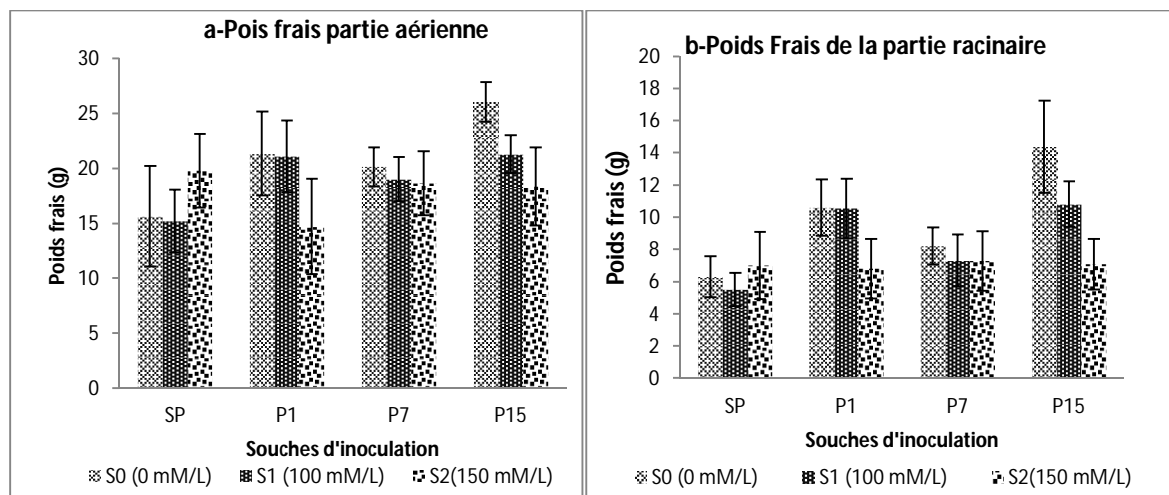 a-Pois frais partie aérienne
30
25
20
15
10
5
0
Poids frais (g)
SP P1 P7 P15
Souches d'inoculation
S0 (0 mM/L) S1 (100 mM/L) S2(150 mM/L)
b-Poids Frais de la partie racinaire
20
18
16
14
12
10
8
6
4
2
0
Poids frais (g)
SP P1 P7 P15
Souches d'inoculation
S0 (0 mM/L) S1 (100 mM/L) S2(150 mM/L)